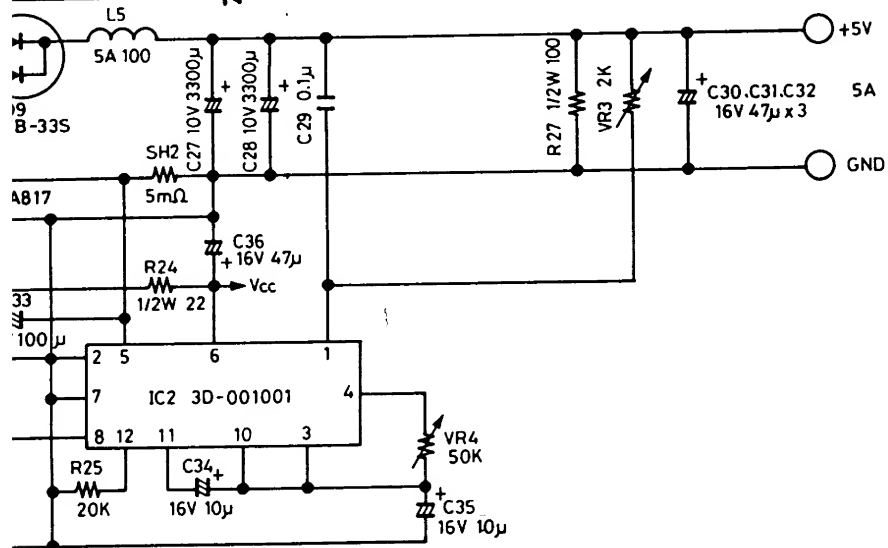 L5
5A 100
+5V
C27 10V 3300µ
+
C28 10V 3300µ
+
C29 0.1µ
R27 1/2W 100
VR3 2K
+
C30.C31.C32
16V 47µ x 3
5A
9
B-33S
SH2
5mΩ
GND
A817
C36
+ 16V 47µ
R24
1/2W 22
Vcc
33
100 µ
2 5 6 1
IC2 3D-001001
4
7
8 12 11 10 3
VR4
50K
R25
20K
C34 +
16V 10µ
+
C35
16V 10µ